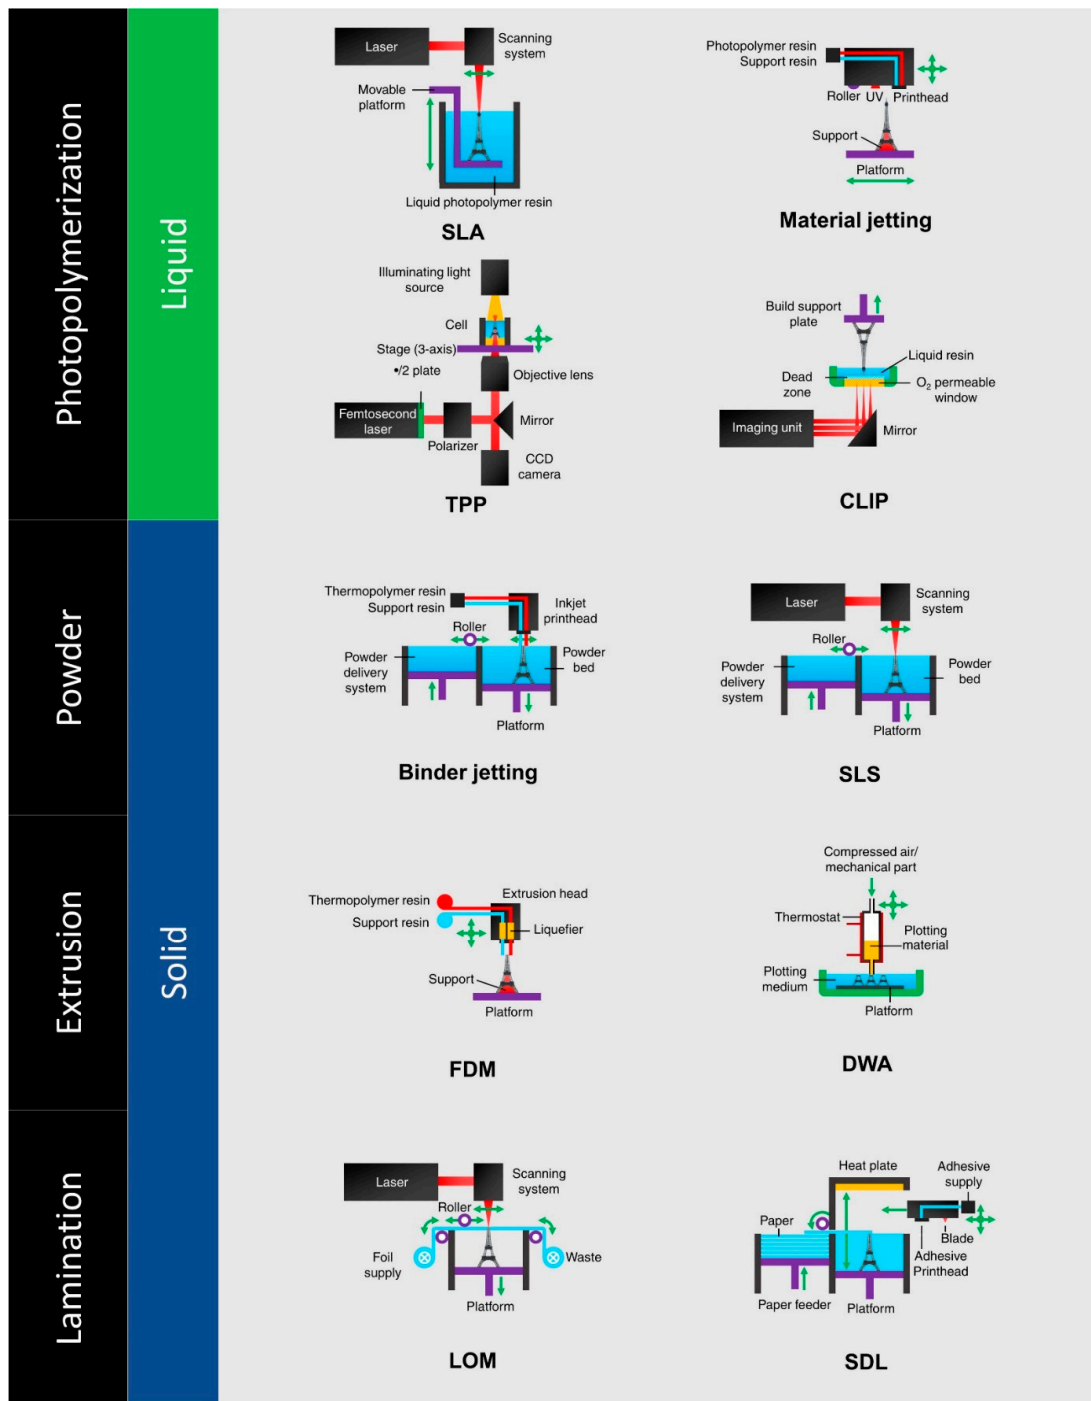 Photopolymerization
Liquid
Laser
Scanning
system
Movable
platform
Liquid photopolymer resin
SLA
Photopolymer resin
Support resin
Roller UV Printhead
Support
Platform
Material jetting
Illuminating light
source
Cell
Stage (3-axis)
•/2 plate
Objective lens
Femtosecond
laser
Polarizer
Mirror
CCD
camera
TPP
Build support
plate
Liquid resin
Dead
zone
O2 permeable
window
Imaging unit
Mirror
CLIP
Powder
Solid
Thermopolymer resin
Support resin
Inkjet
printhead
Roller
Powder
delivery
system
Powder
bed
Platform
Binder jetting
Laser
Scanning
system
Roller
Powder
delivery
system
Powder
bed
Platform
SLS
Extrusion
Thermopolymer resin
Support resin
Extrusion head
Liquefier
Support
Platform
FDM
Compressed air/
mechanical part
Thermostat
Plotting
material
Plotting
medium
Platform
DWA
Lamination
Laser
Scanning
system
Roller
Foil
supply
Waste
Platform
LOM
Heat plate
Adhesive
supply
Paper
Blade
Adhesive
Printhead
Paper feeder
Platform
SDL